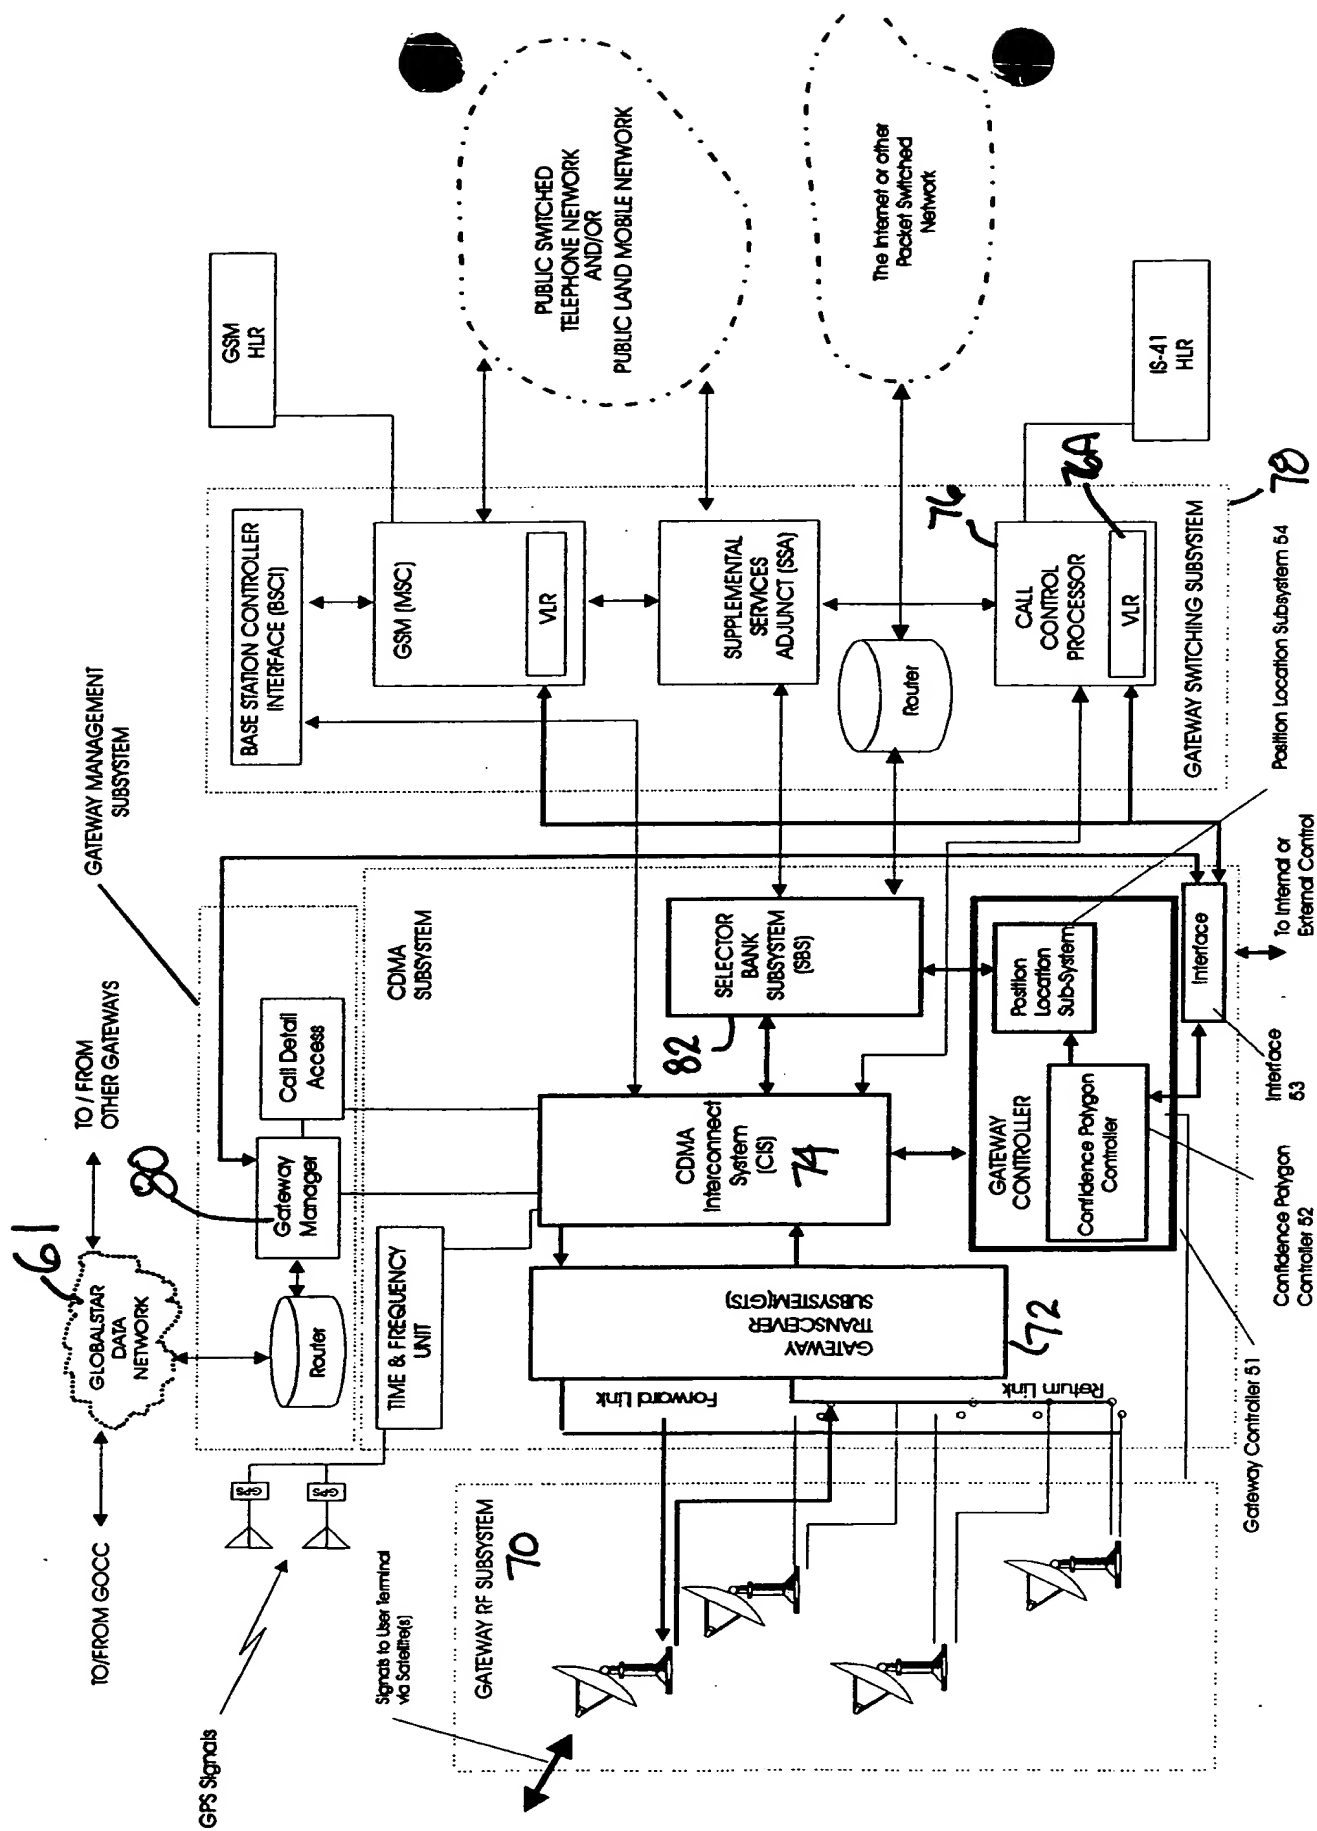 TO/FROM GOCC
GLOBALSTAR
DATA
NETWORK
61
TO / FROM
OTHER GATEWAYS
GATEWAY MANAGEMENT
SUBSYSTEM
GPS Signals
GPS
GPS
Router
80
Gateway
Manager
Call Detail
Access
BASE STATION CONTROLLER
INTERFACE (BSCI)
GSM
HLR
Signals to User Terminal
via Satellite(s)
TIME & FREQUENCY
UNIT
CDMA
SUBSYSTEM
GSM (MSC)
VLR
PUBLIC SWITCHED
TELEPHONE NETWORK
AND/OR
PUBLIC LAND MOBILE NETWORK
GATEWAY RF SUBSYSTEM
70
Forward Link
GATEWAY
TRANSCEIVER
SUBSYSTEM(GTS)
72
Return Link
CDMA
Interconnect
System
(CIS)
74
82
SELECTOR
BANK
SUBSYSTEM
(SBS)
SUPPLEMENTAL
SERVICES
ADJUNCT (SSA)
Router
The Internet or other
Packet Switched
Network
GATEWAY
CONTROLLER
Confidence Polygon
Controller
Position
Location
Sub-System
76
CALL
CONTROL
PROCESSOR
VLR
76A
IS-41
HLR
Interface
GATEWAY SWITCHING SUBSYSTEM
78
Gateway Controller 51
Confidence Polygon
Controller 52
Interface
53
To Internal or
External Control
Position Location Subsystem 54